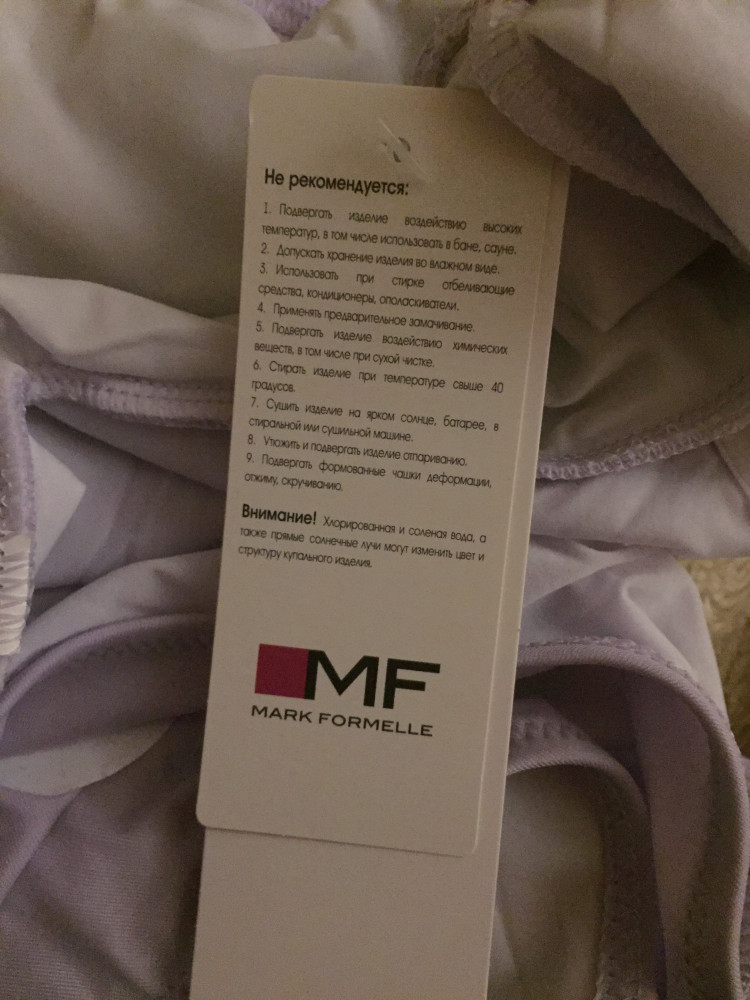 Не рекомендуется:
1. Подвергать изделие воздействию высоких
температур, в том числе использовать в бане, сауне.
2. Допускать хранение изделия во влажном виде.
3. Использовать при стирке отбеливающие
средства, кондиционеры, ополаскиватели.
4. Применять предварительное замачивание.
5. Подвергать изделие воздействию химических
веществ, в том числе при сухой чистке.
6. Стирать изделие при температуре свыше 40
градусов.
7. Сушить изделие на ярком солнце, батарее, в
стиральной или сушильной машине.
8. Утюжить и подвергать изделие отпариванию.
9. Подвергать формованные чашки деформации,
отжиму, скручиванию.
Внимание! Хлорированная и соленая вода, а
также прямые солнечные лучи могут изменить цвет и
структуру купального изделия.
MF
MARK FORMELLE